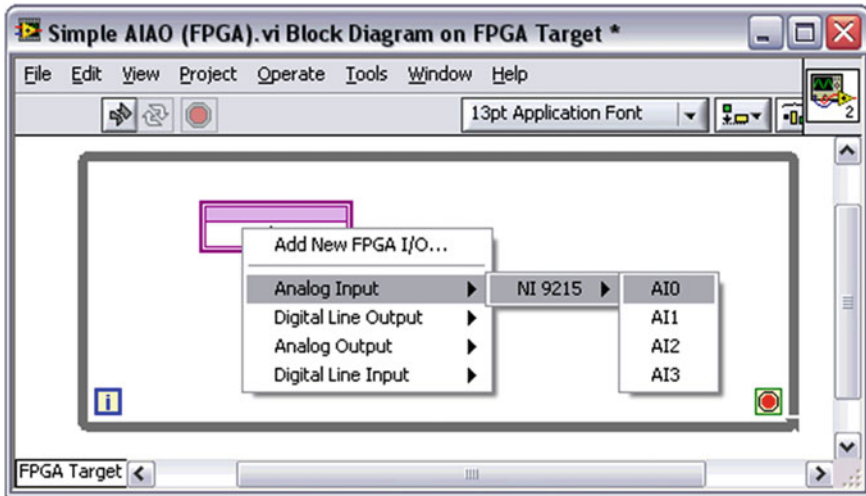 Simple AIAO (FPGA).vi Block Diagram on FPGA Target *
File Edit View Project Operate Tools Window Help
13pt Application Font
2
Add New FPGA I/O...
Analog Input NI 9215 AI0
Digital Line Output AI1
Analog Output AI2
Digital Line Input AI3
i
FPGA Target